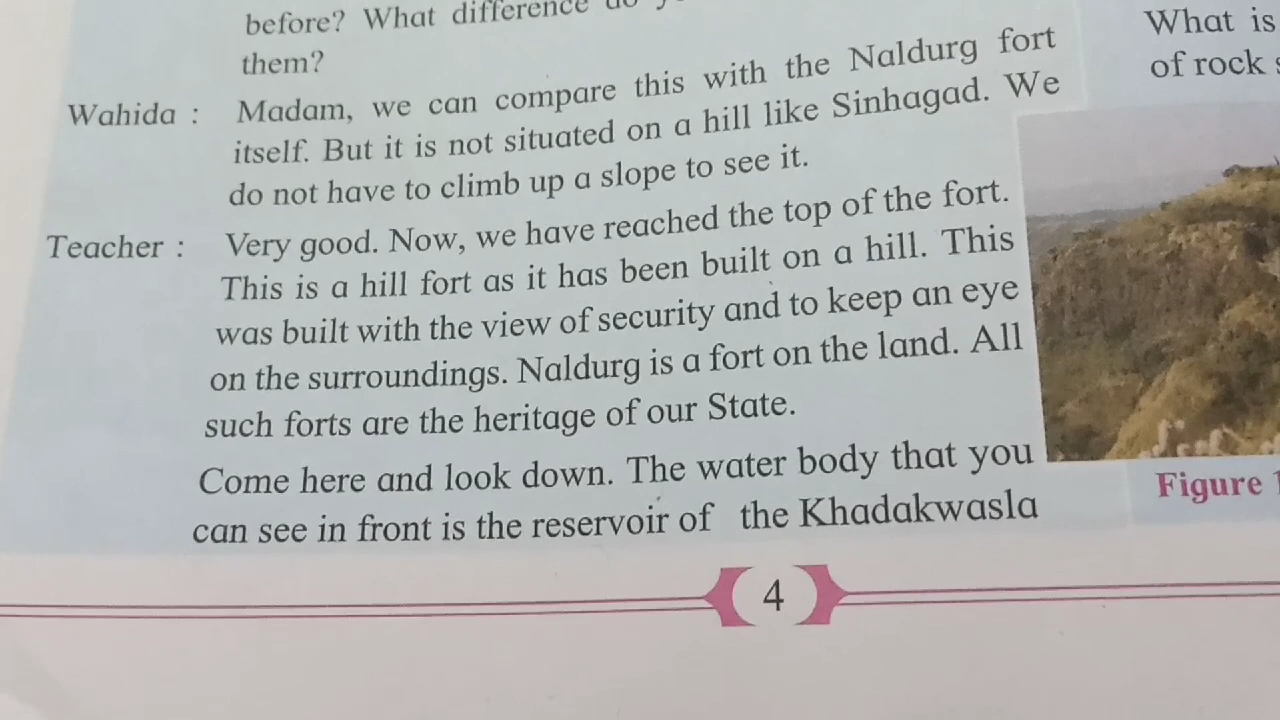 before? What difference
them?
Wahida : Madam, we can compare this with the Naldurg fort
itself. But it is not situated on a hill like Sinhagad. We
do not have to climb up a slope to see it.
Teacher : Very good. Now, we have reached the top of the fort.
This is a hill fort as it has been built on a hill. This
was built with the view of security and to keep an eye
on the surroundings. Naldurg is a fort on the land. All
such forts are the heritage of our State.
Come here and look down. The water body that you
can see in front is the reservoir of the Khadakwasla
4
What is
of rock
Figure